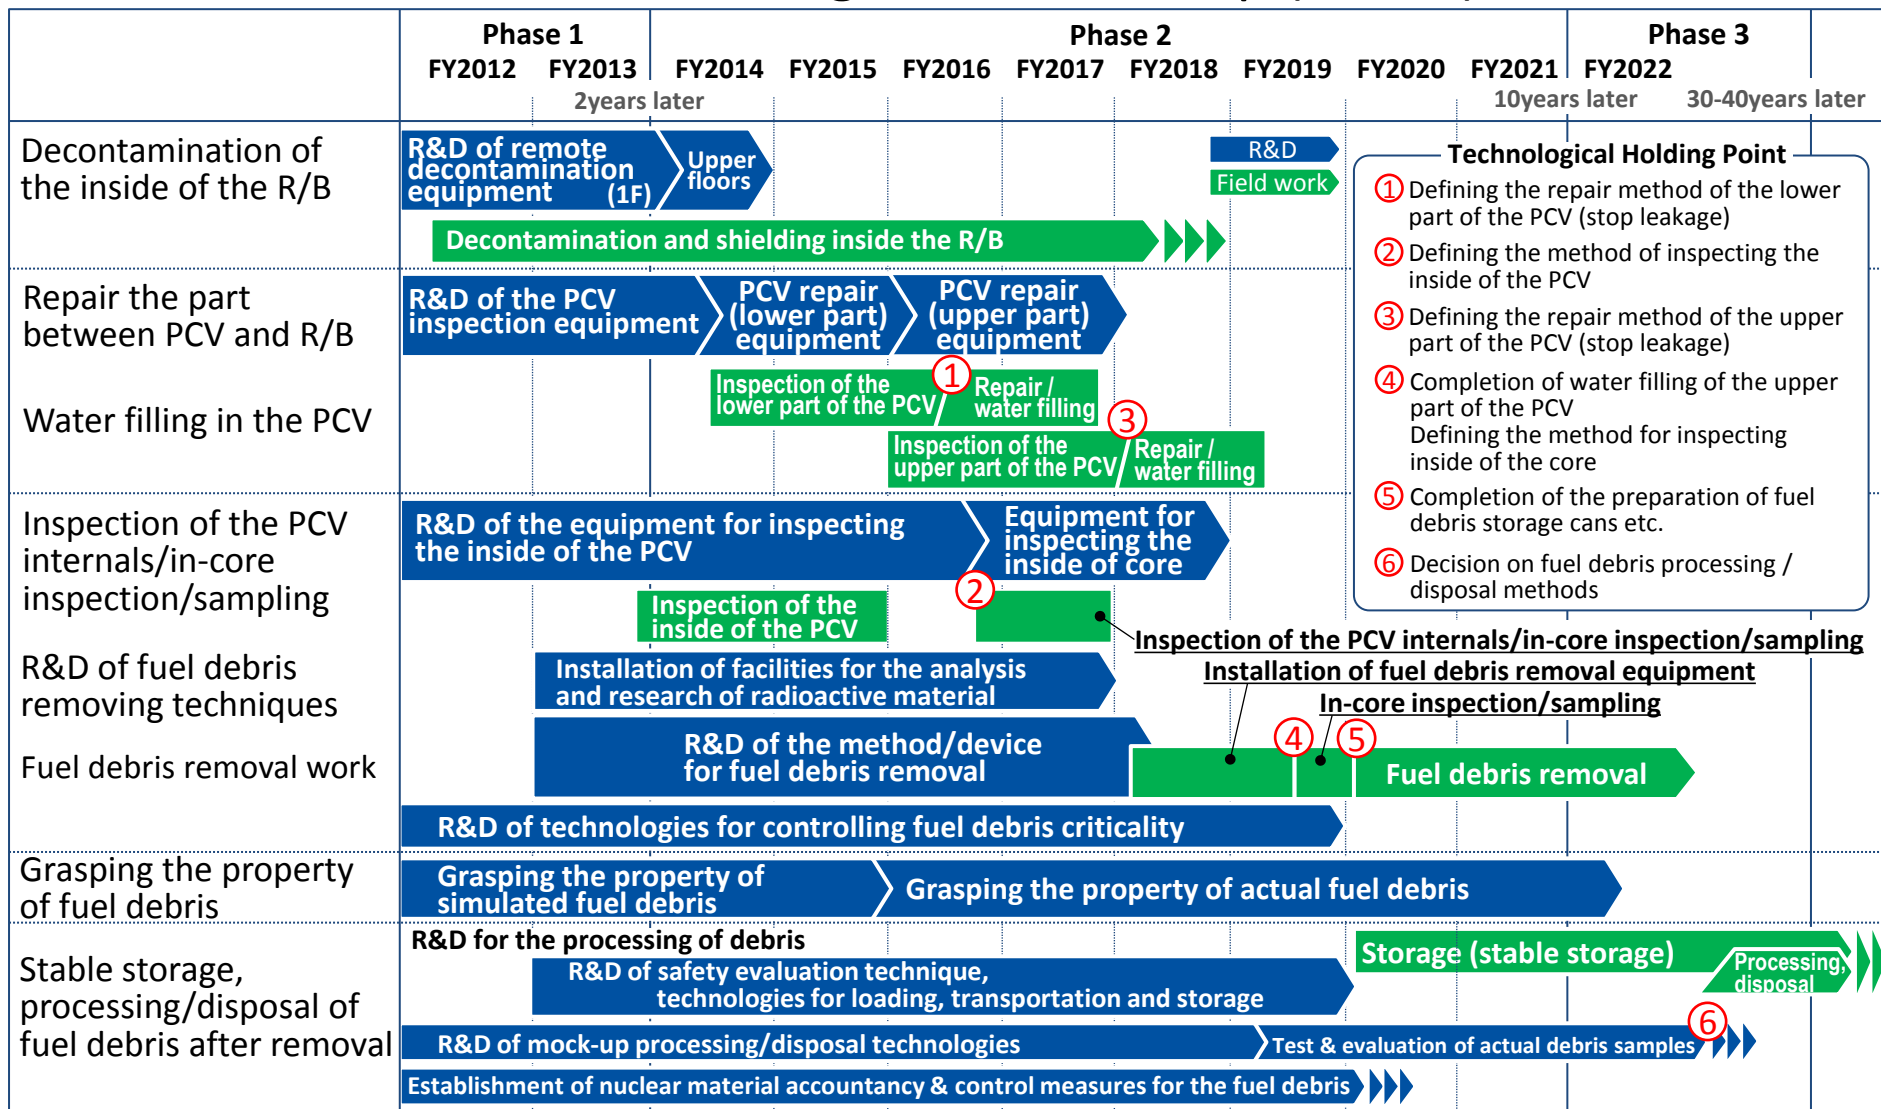 Phase 1
Phase 2
Phase 3
FY2012 FY2013 FY2014 FY2015 FY2016 FY2017 FY2018 FY2019 FY2020 FY2021 FY2022
2years later
10years later
30-40years later
Decontamination of
the inside of the R/B
R&D of remote
decontamination
equipment (1F)
Upper
floors
Decontamination and shielding inside the R/B
R&D
Field work
Technological Holding Point
① Defining the repair method of the lower
part of the PCV (stop leakage)
② Defining the method of inspecting the
inside of the PCV
③ Defining the repair method of the upper
part of the PCV (stop leakage)
④ Completion of water filling of the upper
part of the PCV
Defining the method for inspecting
inside of the core
⑤ Completion of the preparation of fuel
debris storage cans etc.
⑥ Decision on fuel debris processing /
disposal methods
Repair the part
between PCV and R/B
Water filling in the PCV
R&D of the PCV
inspection equipment
PCV repair
(lower part)
equipment
PCV repair
(upper part)
equipment
Inspection of the
lower part of the PCV
①
Repair /
water filling
Inspection of the
upper part of the PCV
③
Repair /
water filling
Inspection of the PCV
internals/in-core
inspection/sampling
R&D of the equipment for inspecting
the inside of the PCV
Equipment for
inspecting the
inside of core
Inspection of the
inside of the PCV
②
Inspection of the PCV internals/in-core inspection/sampling
Installation of fuel debris removal equipment
In-core inspection/sampling
R&D of fuel debris
removing techniques
Installation of facilities for the analysis
and research of radioactive material
Fuel debris removal work
R&D of the method/device
for fuel debris removal
④
⑤
Fuel debris removal
R&D of technologies for controlling fuel debris criticality
Grasping the property
of fuel debris
Grasping the property of
simulated fuel debris
Grasping the property of actual fuel debris
Stable storage,
processing/disposal of
fuel debris after removal
R&D for the processing of debris
R&D of safety evaluation technique,
technologies for loading, transportation and storage
Storage (stable storage)
Processing,
disposal
R&D of mock-up processing/disposal technologies
Test & evaluation of actual debris samples
⑥
Establishment of nuclear material accountancy & control measures for the fuel debris